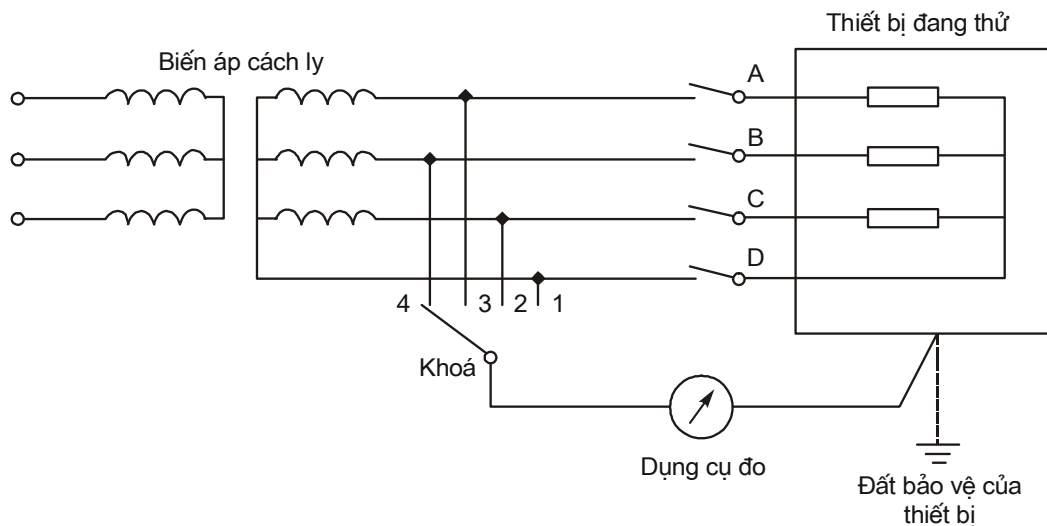 Thiết bị đang thử
Biến áp cách ly
A
B
C
D
4 3 2 1
Khoá
Dụng cụ đo
Đất bảo vệ của
thiết bị